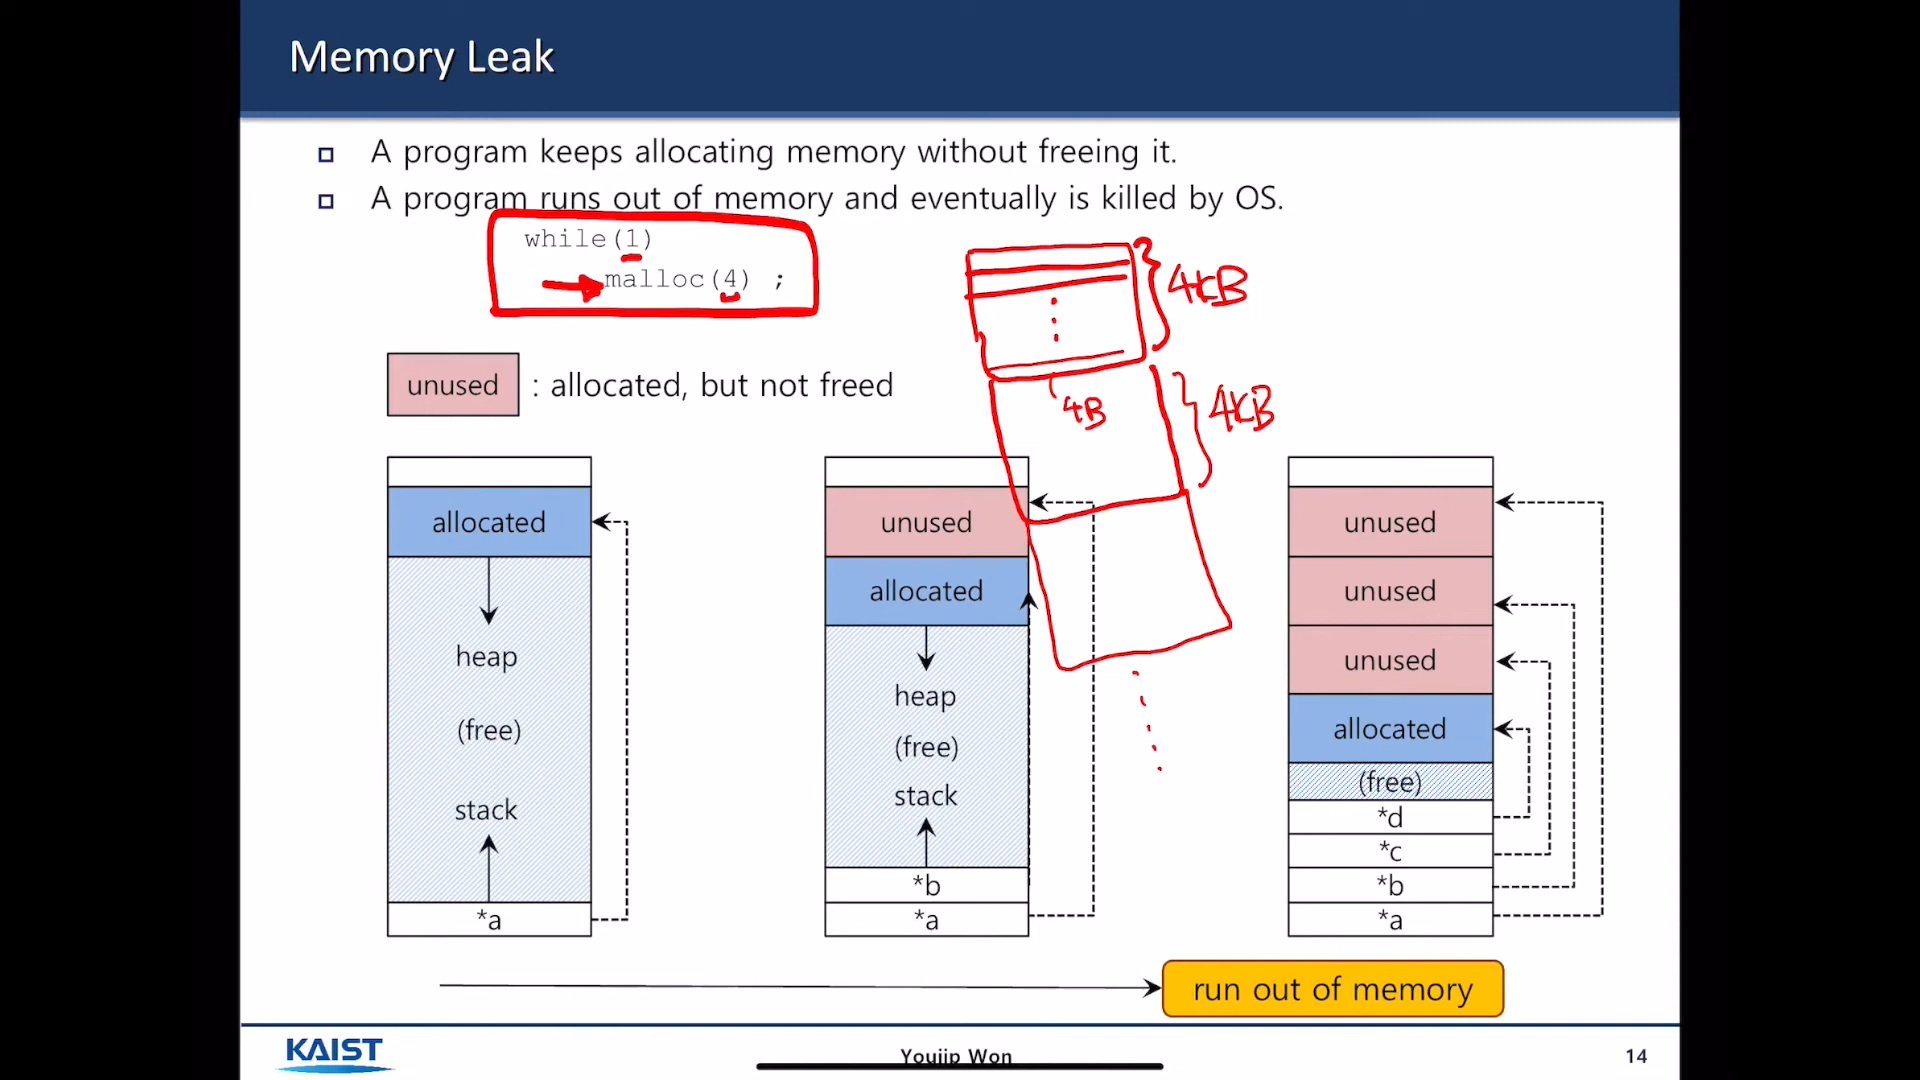 Memory Leak
A program keeps allocating memory without freeing it.
A program runs out of memory and eventually is killed by OS.
while(1)
malloc(4) ;
4KB
4KB
4B
unused : allocated, but not freed
allocated
heap
(free)
stack
*a
unused
allocated
heap
(free)
stack
*b
*a
unused
unused
unused
allocated
(free)
*d
*c
*b
*a
run out of memory
KAIST
Youjip Won
14